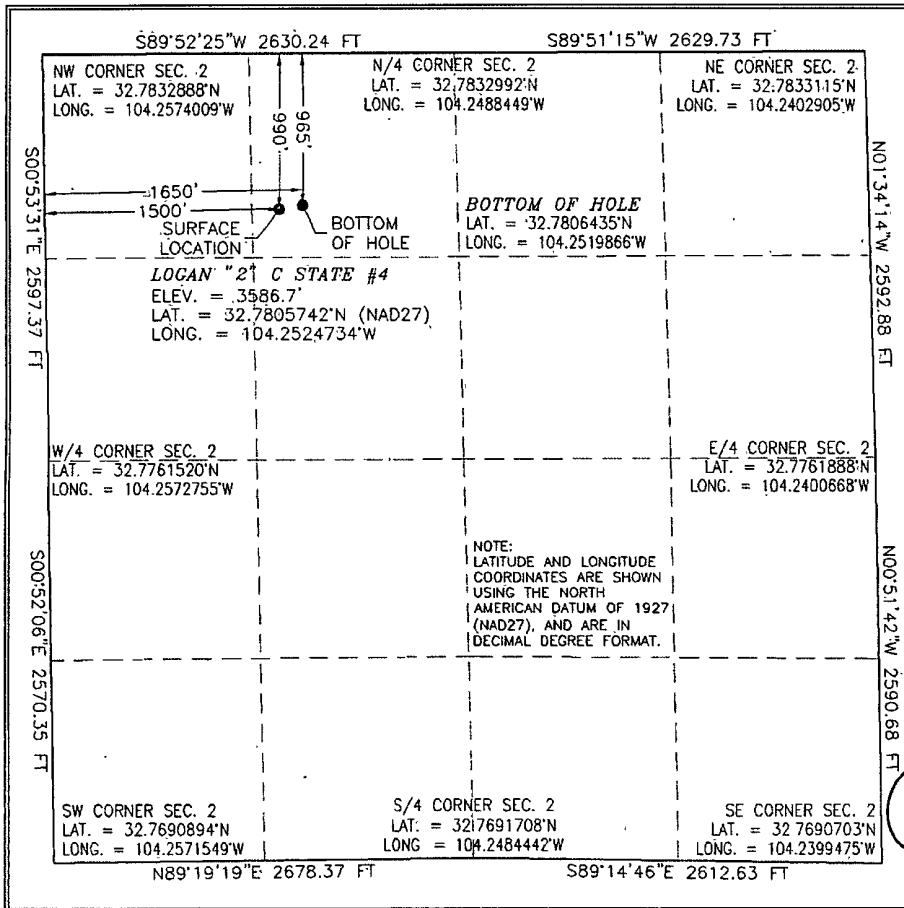 S89°52'25"W 2630.24 FT
S89°51'15"W 2629.73 FT
NW CORNER SEC. 2
LAT. = 32.7832888°N
LONG. = 104.2574009°W
N/4 CORNER SEC. 2
LAT. = 32.7832992°N
LONG. = 104.2488449°W
NE CORNER SEC. 2
LAT. = 32.7833115°N
LONG. = 104.2402905°W
990'
965'
S00°53'31"E 2597.37 FT
N01°34'14"W 2592.88 FT
1650'
1500'
SURFACE
LOCATION
BOTTOM
OF HOLE
BOTTOM OF HOLE
LAT. = 32.7806435°N
LONG. = 104.2519866°W
LOGAN "2" C STATE #4
ELEV. = 3586.7'
LAT. = 32.7805742°N (NAD27)
LONG. = 104.2524734°W
W/4 CORNER SEC. 2
LAT. = 32.7761520°N
LONG. = 104.2572755°W
E/4 CORNER SEC. 2
LAT. = 32.7761888°N
LONG. = 104.2400668°W
NOTE:
LATITUDE AND LONGITUDE
COORDINATES ARE SHOWN
USING THE NORTH
AMERICAN DATUM OF 1927
(NAD27), AND ARE IN
DECIMAL DEGREE FORMAT.
S00°52'06"E 2570.35 FT
N00°51'42"W 2590.68 FT
SW CORNER SEC. 2
LAT. = 32.7690894°N
LONG. = 104.2571549°W
S/4 CORNER SEC. 2
LAT. = 32.7691708°N
LONG. = 104.2484442°W
SE CORNER SEC. 2
LAT. = 32.7690703°N
LONG. = 104.2399475°W
N89°19'19"E 2678.37 FT
S89°14'46"E 2612.63 FT